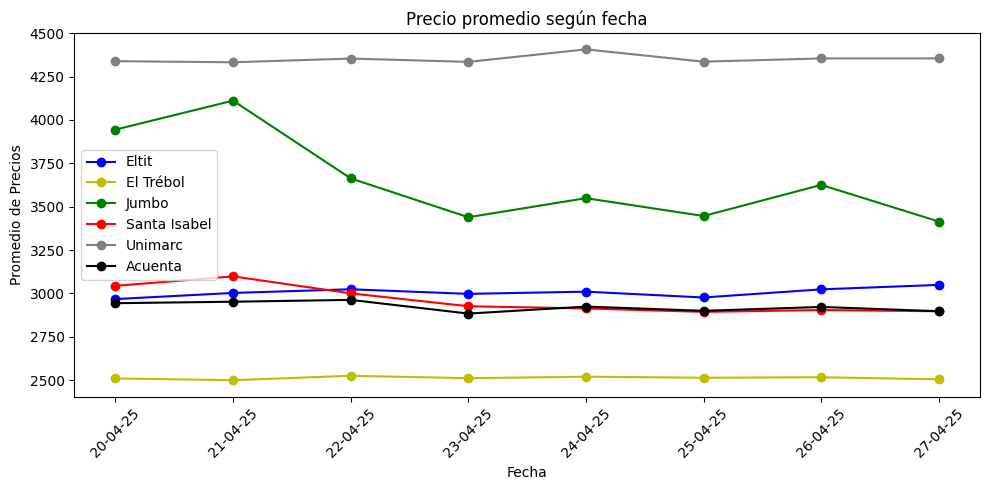 Precio promedio según fecha
Promedio de Precios
4500
4250
4000
3750
3500
3250
3000
2750
2500
Eltit
El Trébol
Jumbo
Santa Isabel
Unimarc
Acuenta
20-04-25
21-04-25
22-04-25
23-04-25
24-04-25
25-04-25
26-04-25
27-04-25
Fecha